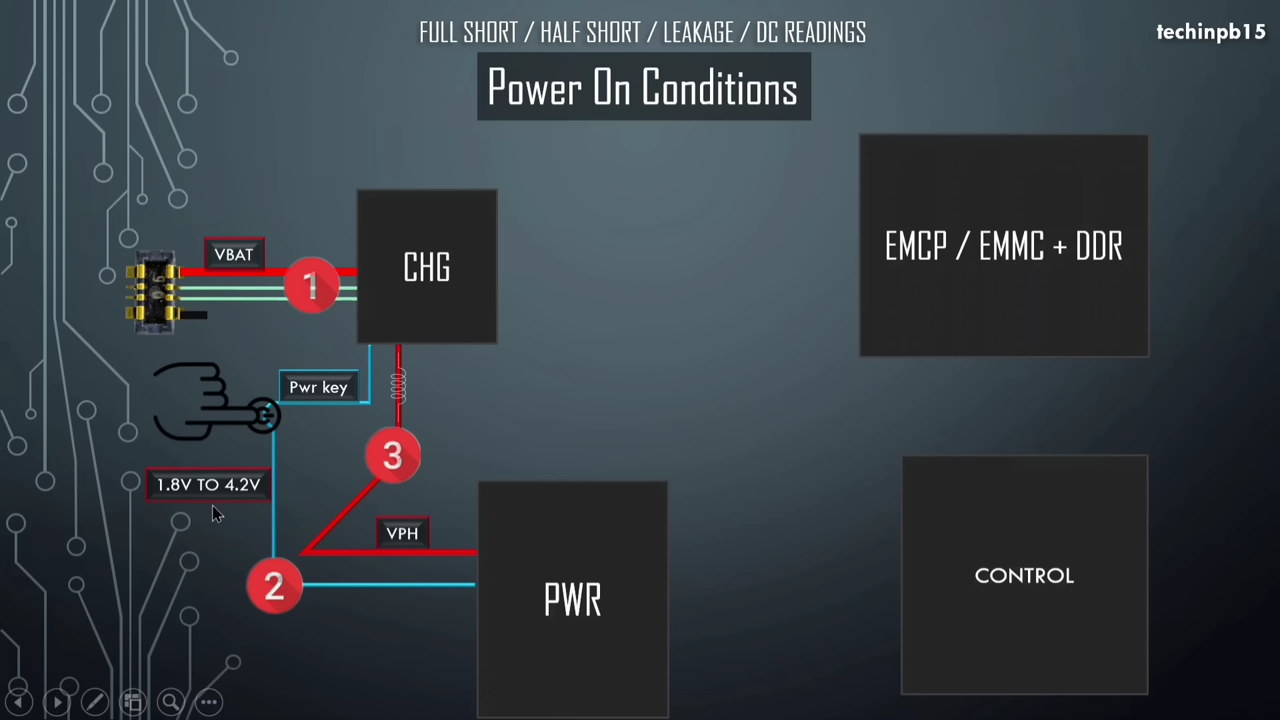 FULL SHORT / HALF SHORT / LEAKAGE / DC READINGS
techinpb15
Power On Conditions
EMCP / EMMC + DDR
VBAT
1
CHG
Pwr key
3
1.8V TO 4.2V
VPH
2
PWR
CONTROL